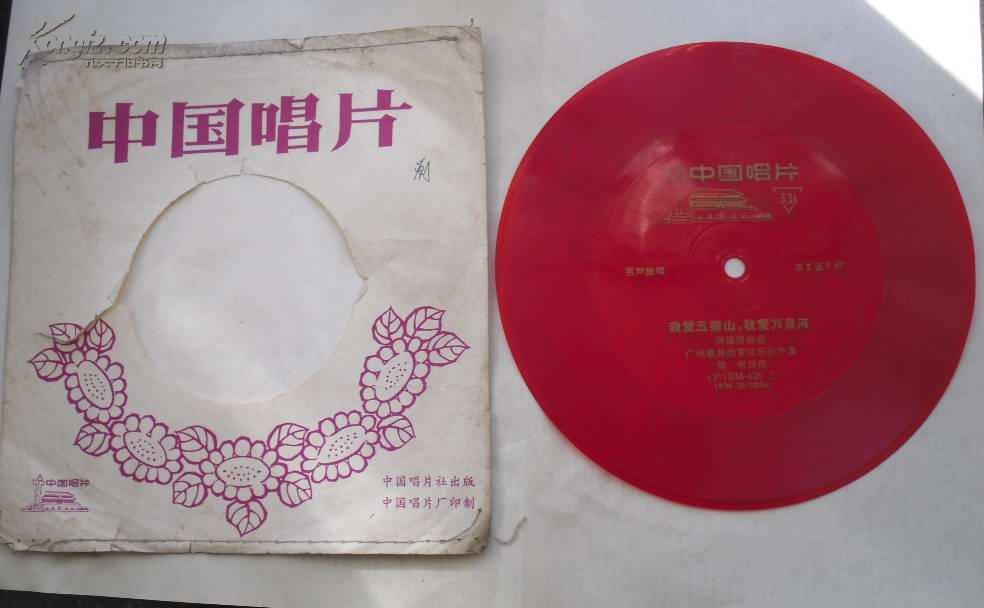 Kongfz.com
孔夫子旧书网
中国唱片
中国唱片
中国唱片社出版
中国唱片厂印制
中国唱片
331
男声独唱
我爱五指山，我爱万泉河
广州歌舞团管弦乐队伴奏